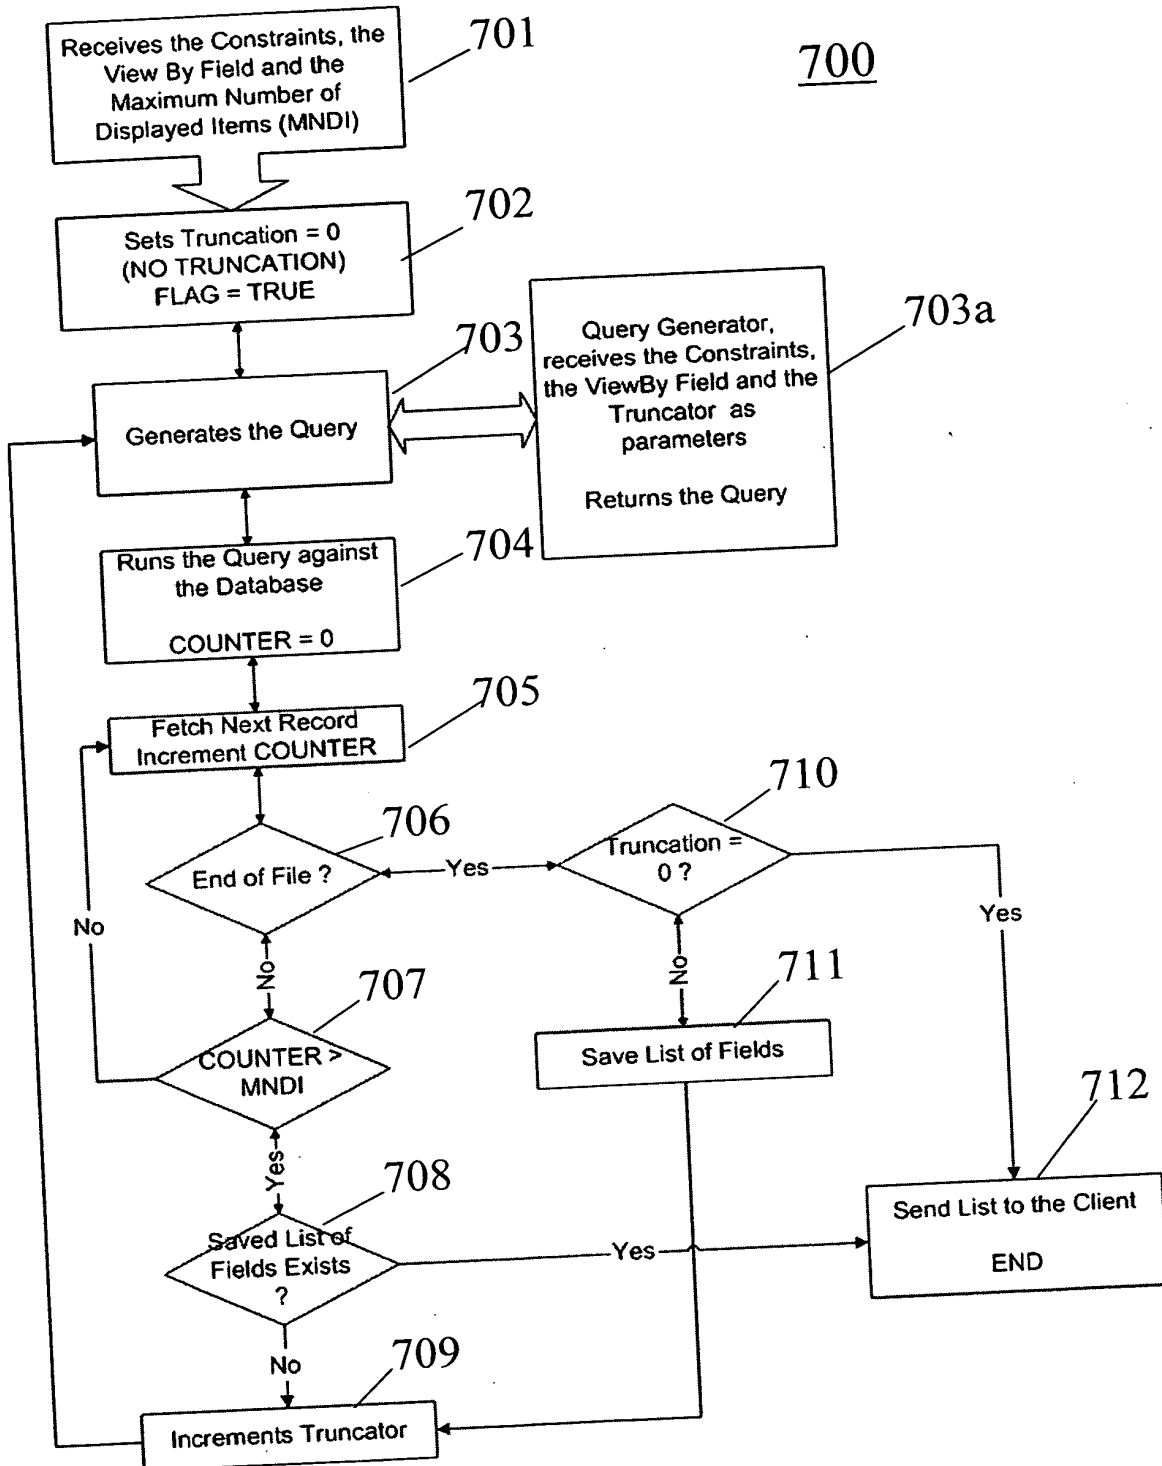 700
Receives the Constraints, the
View By Field and the
Maximum Number of
Displayed Items (MNDI)
701
Sets Truncation = 0
(NO TRUNCATION)
FLAG = TRUE
702
Generates the Query
703
Query Generator,
receives the Constraints,
the ViewBy Field and the
Truncator as
parameters
Returns the Query
703a
Runs the Query against
the Database
COUNTER = 0
704
Fetch Next Record
Increment COUNTER
705
End of File ?
706
Yes
No
Truncation =
0 ?
710
Yes
No
COUNTER >
MNDI
707
No
Yes
Save List of Fields
711
Saved List of
Fields Exists
?
708
Yes
No
Send List to the Client
END
712
Increments Truncator
709